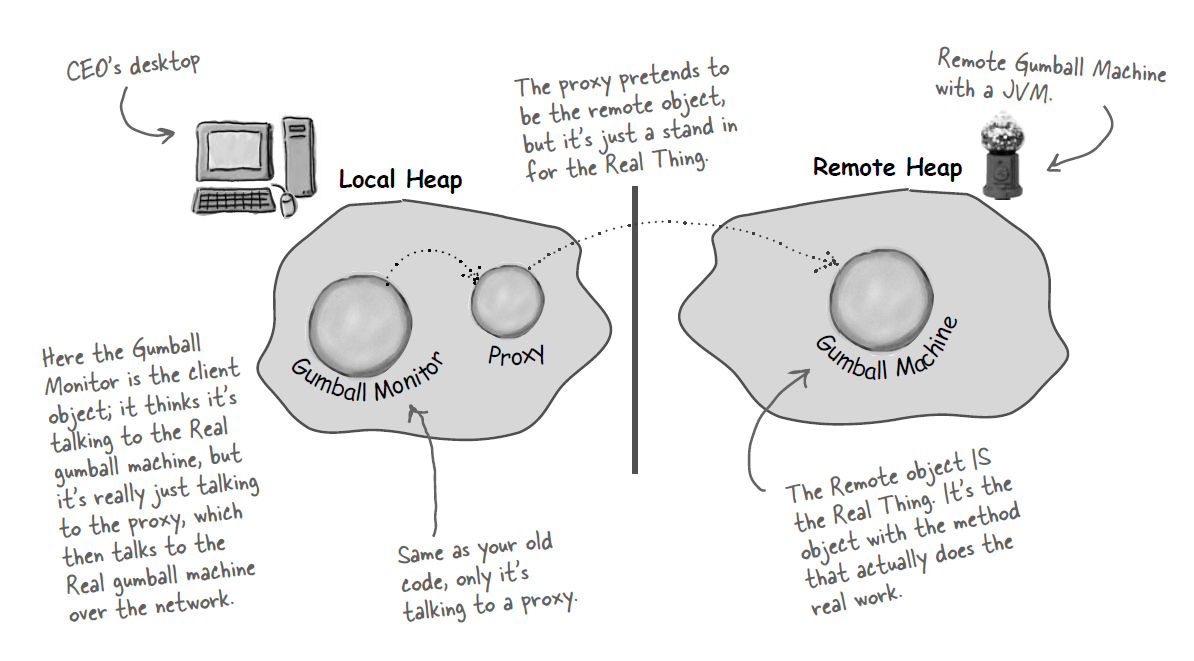 CEO's desktop
The proxy pretends to
be the remote object,
but it's just a stand in
for the Real Thing.
Remote Gumball Machine
with a JVM.
Local Heap
Remote Heap
Gumball Monitor
Proxy
Gumball Machine
Here the Gumball
Monitor is the client
object; it thinks it's
talking to the Real
gumball machine, but
it's really just talking
to the proxy, which
then talks to the
Real gumball machine
over the network.
Same as your old
code, only it's
talking to a proxy.
The Remote object IS
the Real Thing. It's the
object with the method
that actually does the
real work.